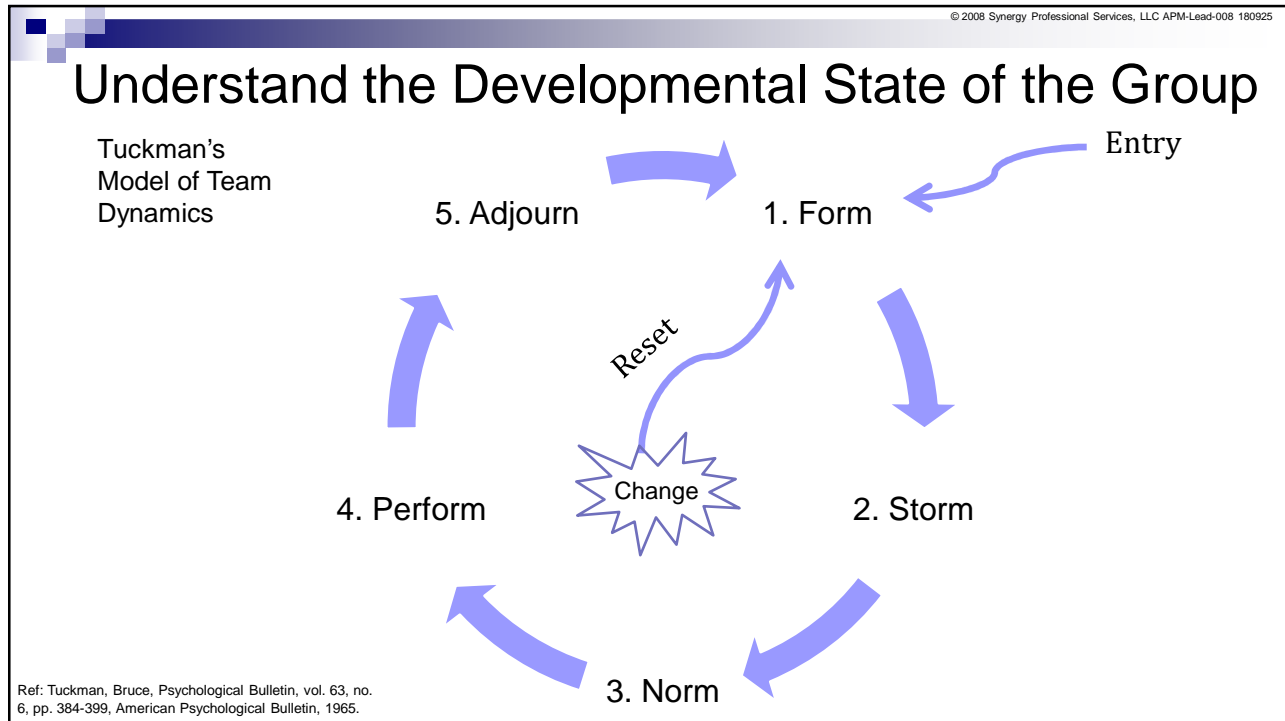 © 2008 Synergy Professional Services, LLC APM-Lead-008 180925
Understand the Developmental State of the Group
Tuckman’s
Model of Team
Dynamics
Entry
5. Adjourn
1. Form
Reset
Change
4. Perform
2. Storm
3. Norm
Ref: Tuckman, Bruce, Psychological Bulletin, vol. 63, no.
6, pp. 384-399, American Psychological Bulletin, 1965.